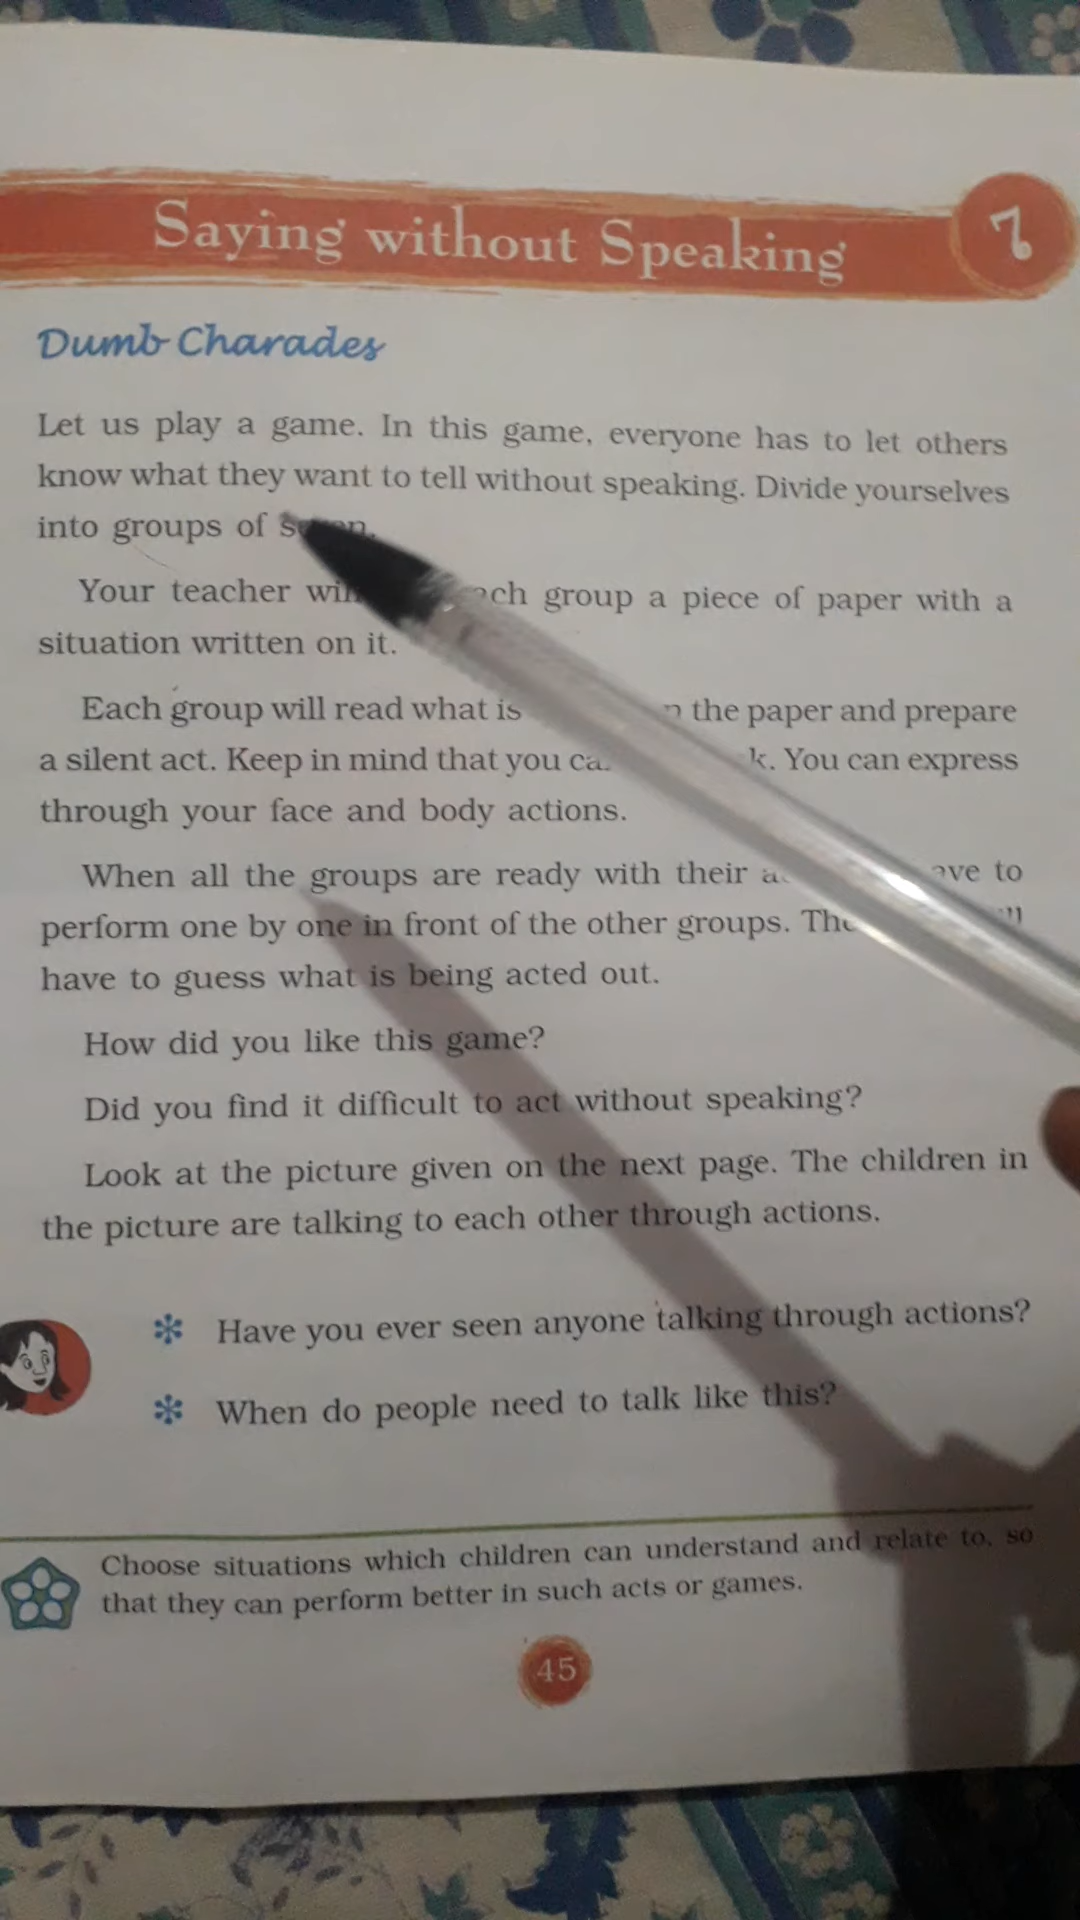 Saying without Speaking
7
Dumb Charades
Let us play a game. In this game, everyone has to let others
know what they want to tell without speaking. Divide yourselves
into groups of
Your teacher each group a piece of paper with a
situation written on it.
Each group will read what is the paper and prepare
a silent act. Keep in mind that you You can express
through your face and body actions.
When all the groups are ready with their to
perform one by one in front of the other groups.
have to guess what is being acted out.
How did you like this game?
Did you find it difficult to act without speaking?
Look at the picture given on the next page. The children in
the picture are talking to each other through actions.
Have you ever seen anyone talking through actions?
When do people need to talk like this?
Choose situations which children can understand and relate to, so
that they can perform better in such acts or games.
45